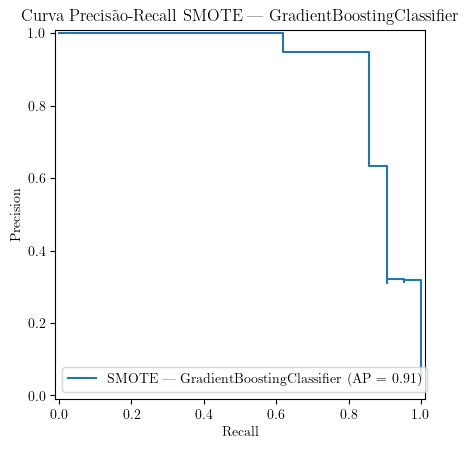 Curva Precisão-Recall SMOTE — GradientBoostingClassifier
1.0
0.8
0.6
0.4
0.2
0.0
Precision
SMOTE — GradientBoostingClassifier (AP = 0.91)
0.0 0.2 0.4 0.6 0.8 1.0
Recall